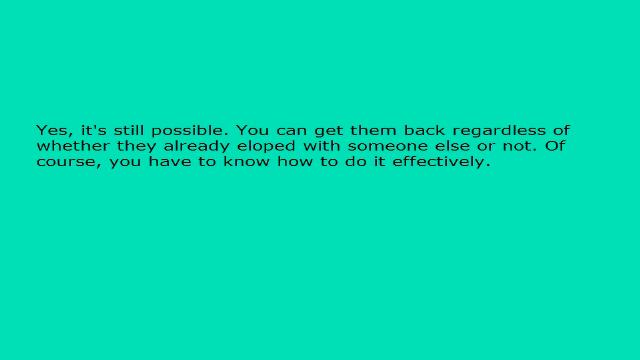 Yes, it's still possible. You can get them back regardless of
whether they already eloped with someone else or not. Of
course, you have to know how to do it effectively.